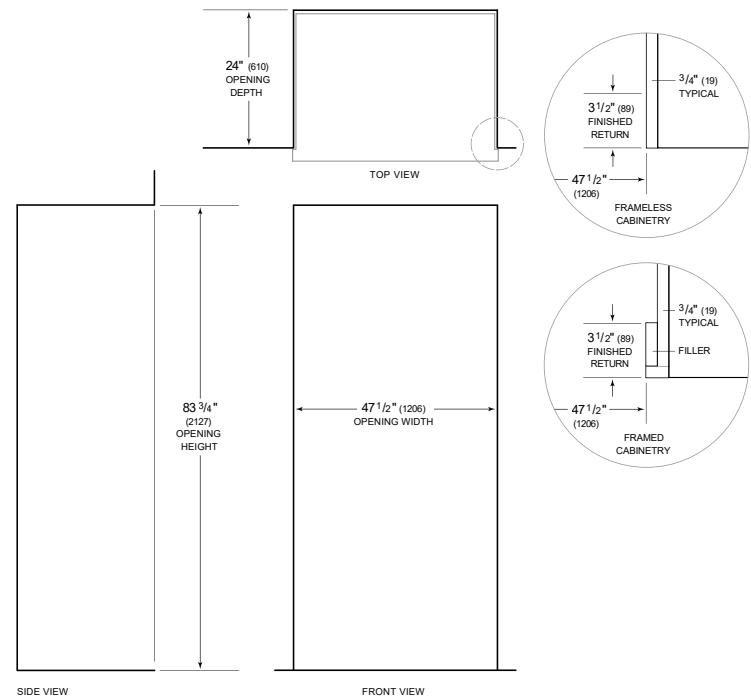 24" (610)
OPENING
DEPTH
TOP VIEW
3/4" (19)
TYPICAL
3 1/2" (89)
FINISHED
RETURN
47 1/2"
(1206)
FRAMELESS
CABINETRY
3/4" (19)
TYPICAL
3 1/2" (89)
FINISHED
RETURN
FILLER
47 1/2"
(1206)
FRAMED
CABINETRY
83 3/4"
(2127)
OPENING
HEIGHT
47 1/2" (1206)
OPENING WIDTH
SIDE VIEW
FRONT VIEW